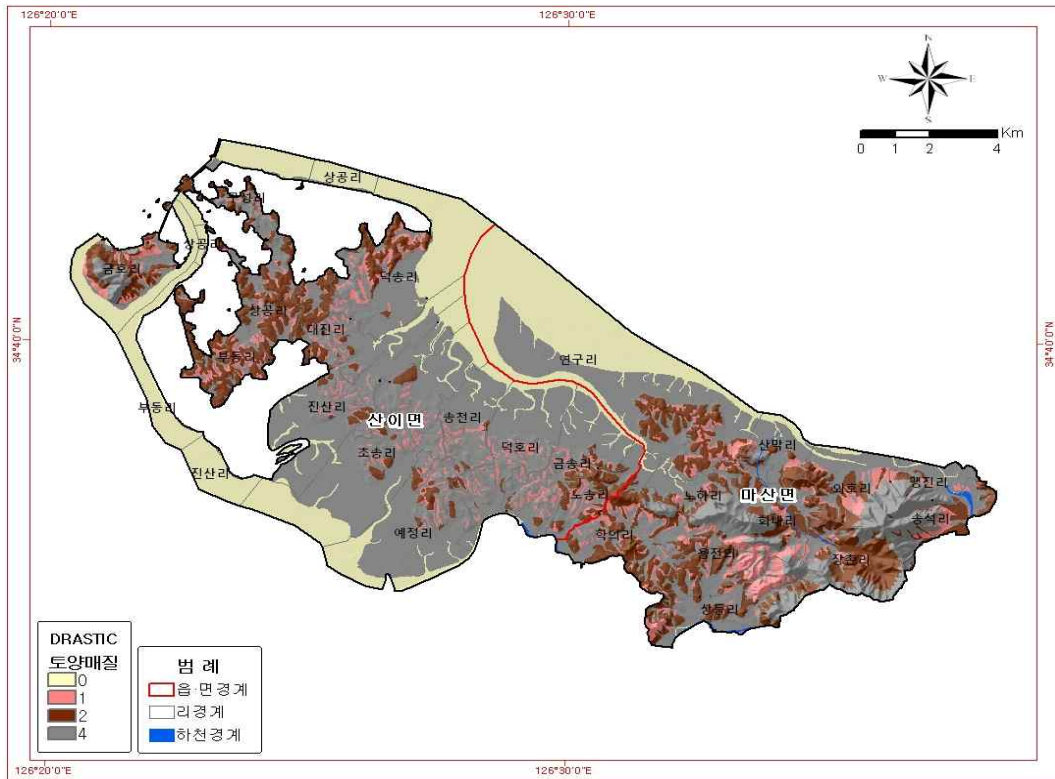 126°20'0"E
126°30'0"E
N
W
E
S
Km
0 1 2 4
34°40'0"N
34°40'0"N
상공리
상공리
금호리
덕송리
상공리
대진리
부동리
연구리
부동리
진산리
산이면
송천리
초송리
덕호리
산막리
금송리
진산리
노송리
노하리
마산면
와호리
맹진리
화내리
송석리
예정리
학의리
용전리
장촌리
상등리
DRASTIC
토양매질
0
1
2
4
범 례
읍·면경계
리경계
하천경계
126°20'0"E
126°30'0"E